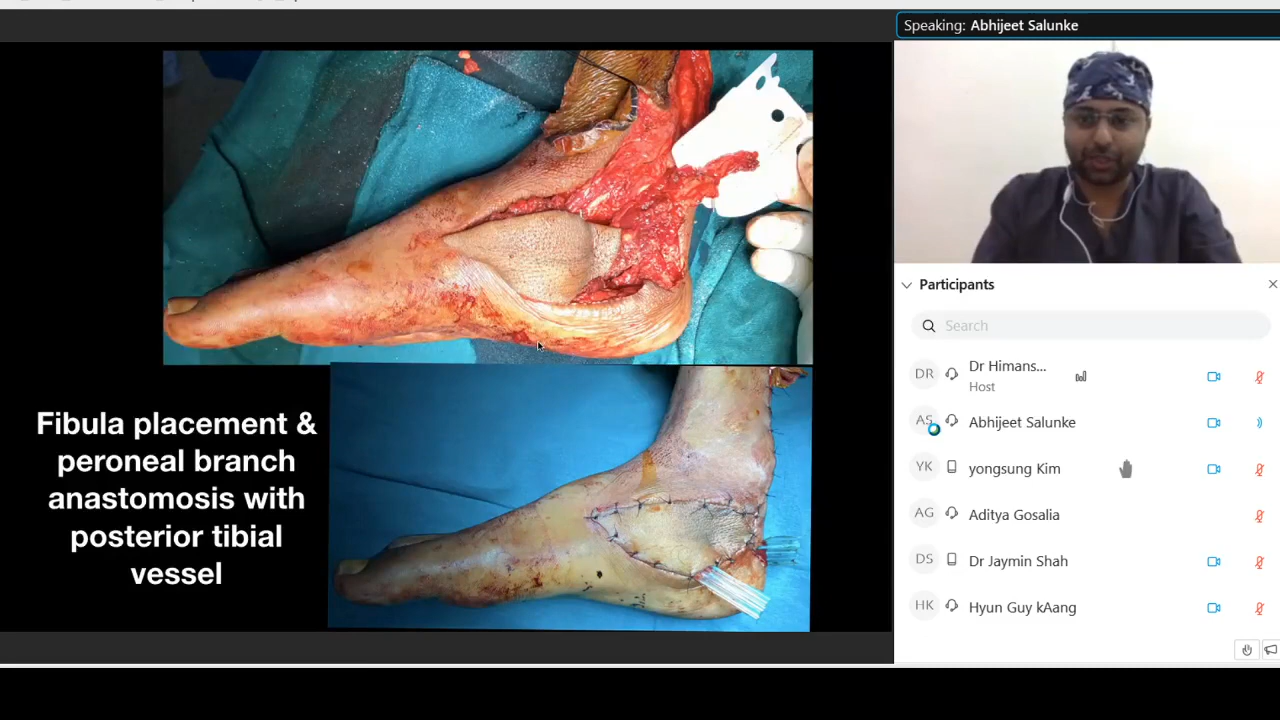 Speaking: Abhijeet Salunke
Fibula placement &
peroneal branch
anastomosis with
posterior tibial
vessel
Participants
Search
DR
Dr Himans...
Host
AS
Abhijeet Salunke
YK
yongsung Kim
AG
Aditya Gosalia
DS
Dr Jaymin Shah
HK
Hyun Guy kAang